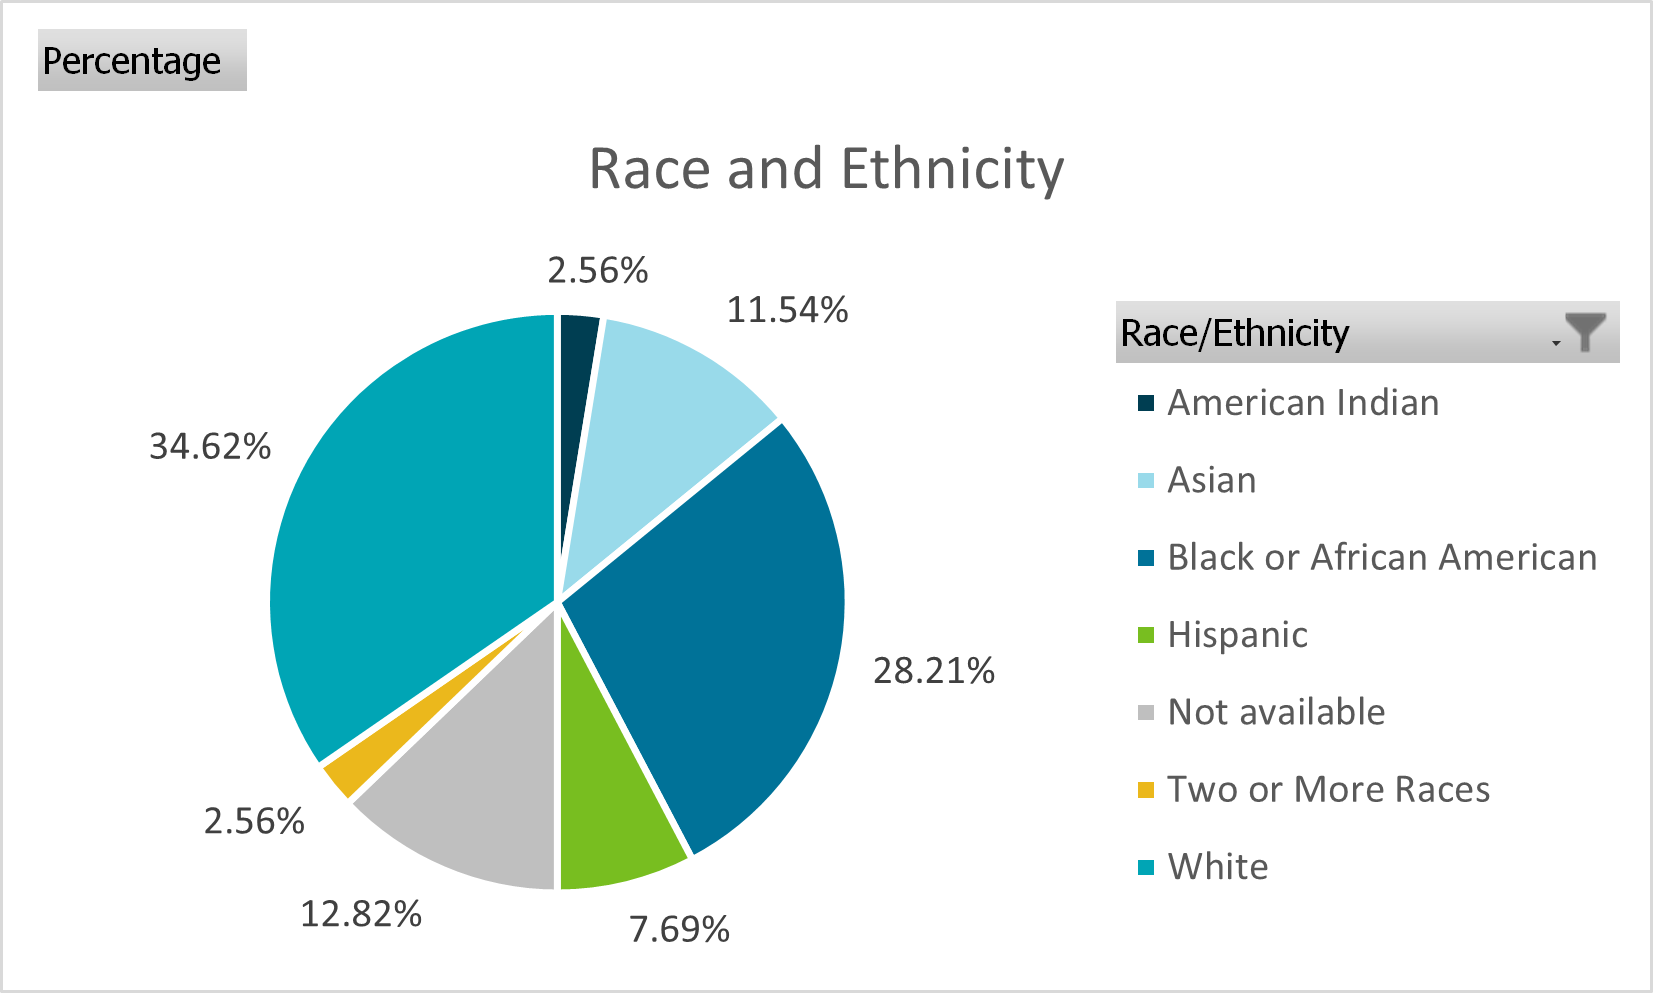 Percentage
Race and Ethnicity
2.56%
11.54%
34.62%
28.21%
2.56%
12.82%
7.69%
Race/Ethnicity
American Indian
Asian
Black or African American
Hispanic
Not available
Two or More Races
White